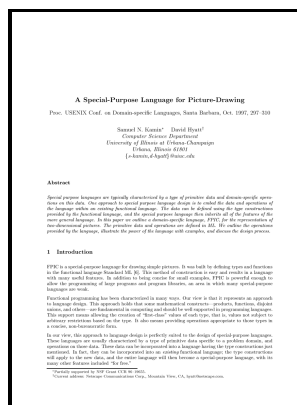 A Special-Purpose Language for Picture-Drawing
Proc. USENIX Conf. on Domain-specific Languages, Santa Barbara, Oct. 1997, 297–310
Samuel N. Kamin* David Hyatt†
Computer Science Department
University of Illinois at Urbana-Champaign
Urbana, Illinois 61801
{s-kamin,d-hyatt}@uiuc.edu
Abstract
Special purpose languages are typically characterized by a type of primitive data and domain-specific opera-
tions on this data. One approach to special purpose language design is to embed the data and operations of
the language within an existing functional language. The data can be defined using the type constructions
provided by the functional language, and the special purpose language then inherits all of the features of the
more general language. In this paper we outline a domain-specific language, FPIC, for the representation of
two-dimensional pictures. The primitive data and operations are defined in ML. We outline the operations
provided by the language, illustrate the power of the language with examples, and discuss the design process.
1 Introduction
FPIC is a special-purpose language for drawing simple pictures. It was built by defining types and functions
in the functional language Standard ML [6]. This method of construction is easy and results in a language
with many useful features. In addition to being concise for small examples, FPIC is powerful enough to
allow the programming of large programs and program libraries, an area in which many special-purpose
languages are weak.
Functional programming has been characterized in many ways. Our view is that it represents an approach
to language design. This approach holds that some mathematical constructs- products, functions, disjoint
unions, and others - are fundamental in computing and should be well supported in programming languages.
This support means allowing the creation of "first-class" values of each type, that is, values not subject to
arbitrary restrictions based on the type. It also means providing operations appropriate to those types in
a concise, non-bureaucratic form.
In our view, this approach to language design is perfectly suited to the design of special-purpose languages.
These languages are usually characterized by a type of primitive data specific to a problem domain, and
operations on those data. These data can be incorporated into a language having the type constructions just
mentioned. In fact, they can be incorporated into an existing functional language; the type constructions
will apply to the new data, and the entire language will then become a special-purpose language, with its
many other features included "for free."
*Partially supported by NSF Grant CCR 96-19655.
†Current address: Netscape Communications Corp., Mountain View, CA, hyatt@netscape.com.